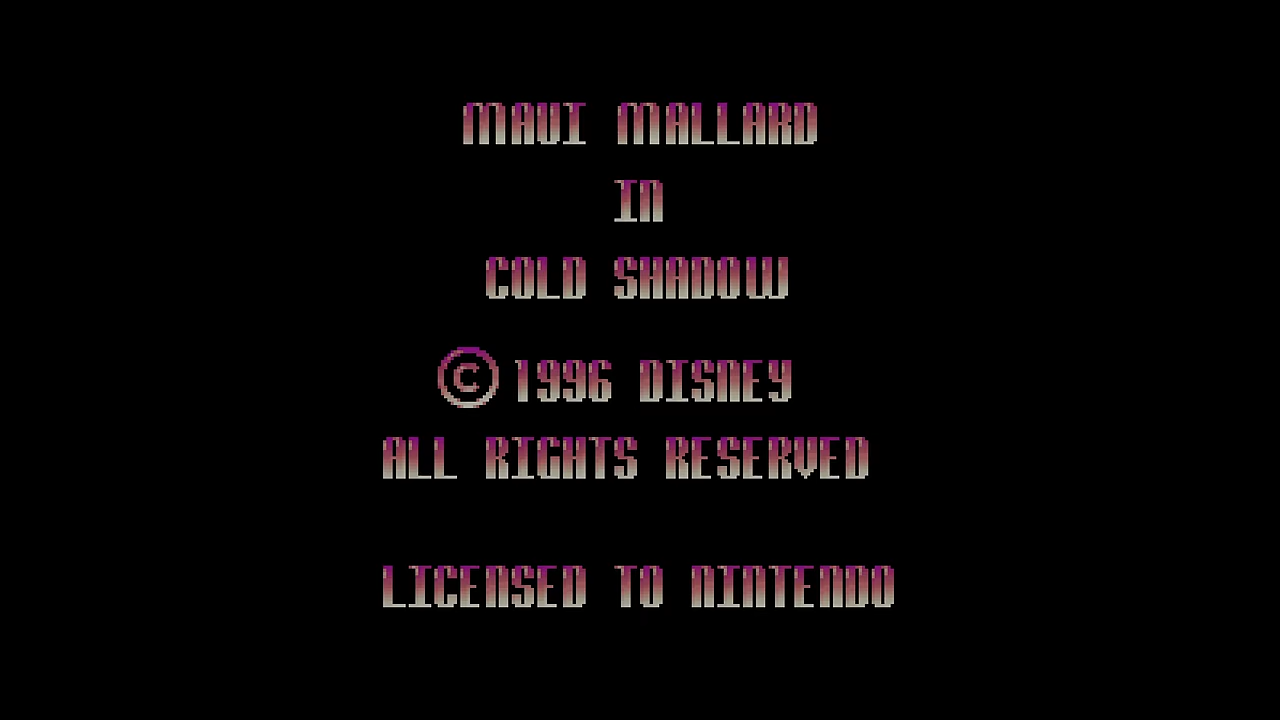 MAUI MALLARD
IN
COLD SHADOW
© 1996 DISNEY
ALL RIGHTS RESERVED
LICENSED TO NINTENDO